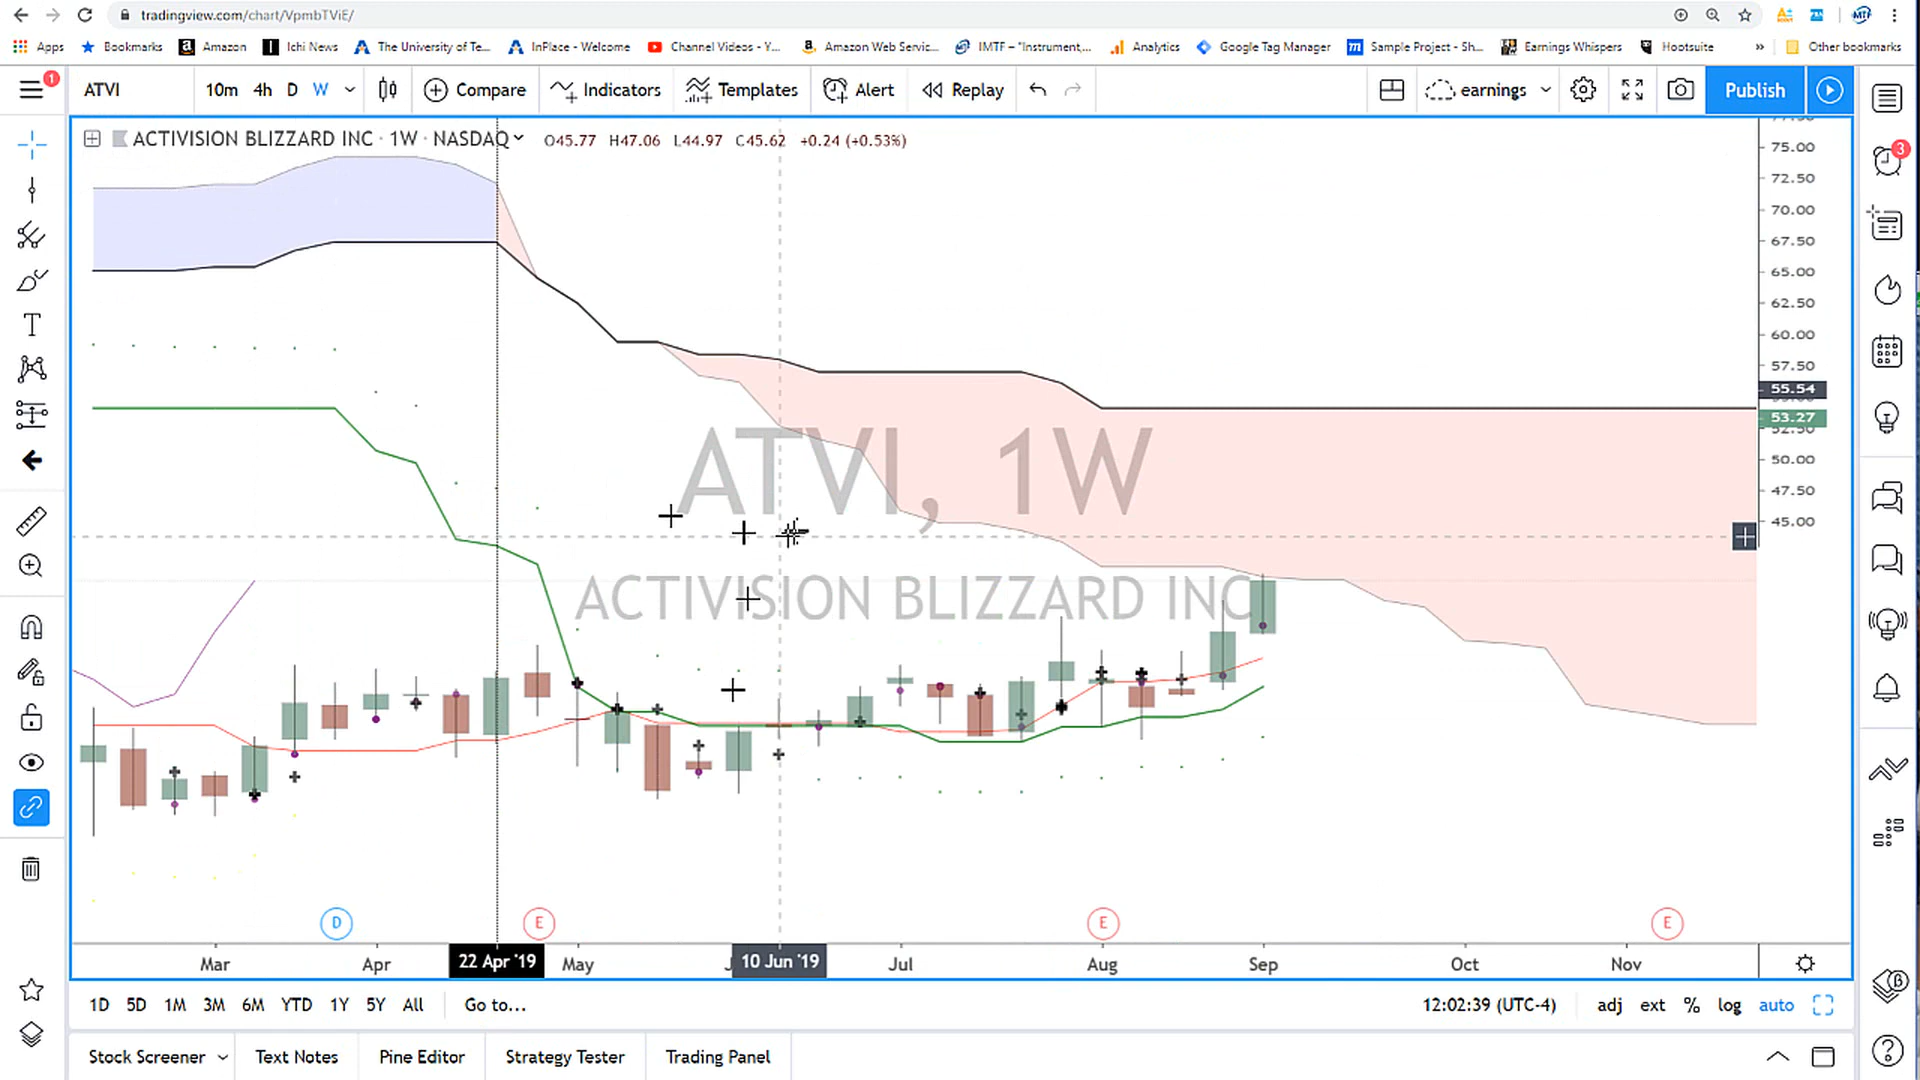 tradingview.com/chart/VpmbTViE/
Apps Bookmarks Amazon Ichi News The University of Te... InPlace - Welcome Channel Videos - Y... Amazon Web Servic... IMTF – "Instrument,... Analytics Google Tag Manager Sample Project - Sh... Earnings Whispers Hootsuite » Other bookmarks
1 ATVI 10m 4h D W Compare Indicators Templates Alert Replay earnings Publish
ACTIVISION BLIZZARD INC · 1W · NASDAQ O45.77 H47.06 L44.97 C45.62 +0.24 (+0.53%)
3
75.00
72.50
70.00
67.50
65.00
62.50
60.00
57.50
55.54
53.27
52.50
50.00
47.50
45.00
ATVI, 1W
ACTIVISION BLIZZARD INC
D E E E
Mar Apr 22 Apr '19 May 10 Jun '19 Jul Aug Sep Oct Nov
1D 5D 1M 3M 6M YTD 1Y 5Y All Go to... 12:02:39 (UTC-4) adj ext % log auto
Stock Screener Text Notes Pine Editor Strategy Tester Trading Panel